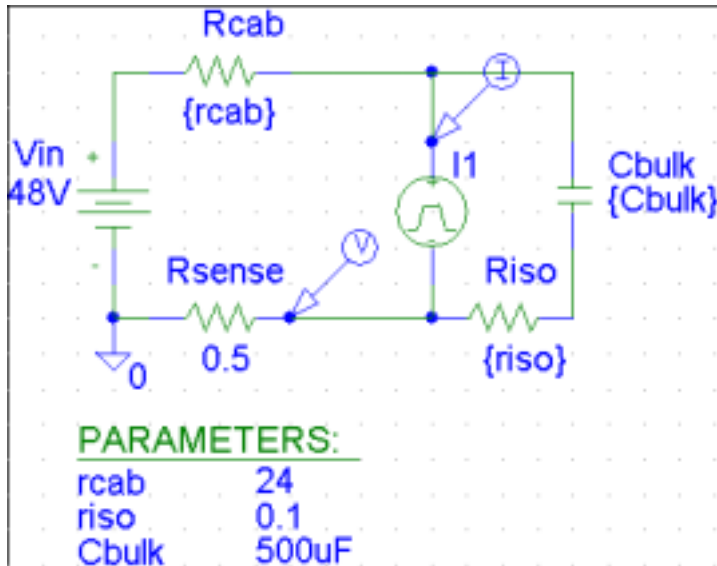 Rcab
{rcab}
I
Vin
+
48V
I1
Cbulk
{Cbulk}
-
Rsense
V
Riso
0.5
{riso}
0
PARAMETERS:
rcab 24
riso 0.1
Cbulk 500uF